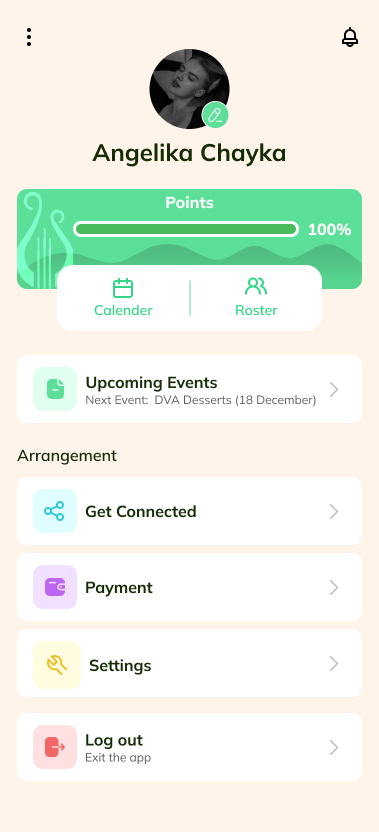 Angelika Chayka
Points
100%
Calender
Roster
Upcoming Events
Next Event: DVA Desserts (18 December)
Arrangement
Get Connected
Payment
Settings
Log out
Exit the app